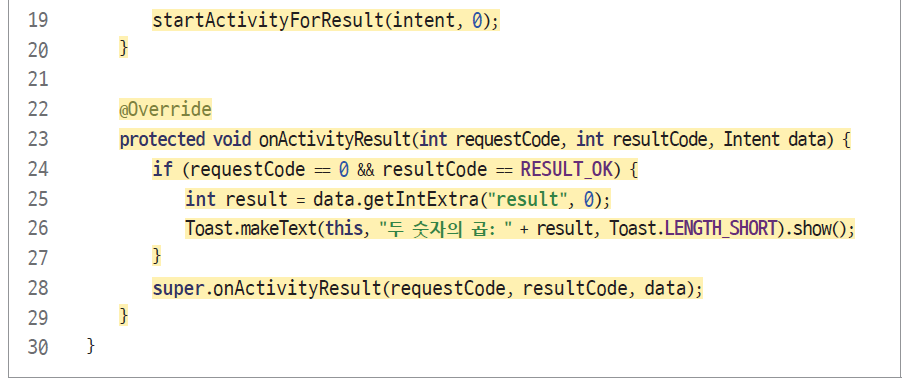 19 startActivityForResult(intent, 0);
20 }
21
22 @Override
23 protected void onActivityResult(int requestCode, int resultCode, Intent data) {
24 if (requestCode == 0 && resultCode == RESULT_OK) {
25 int result = data.getIntExtra("result", 0);
26 Toast.makeText(this, "두 숫자의 곱: " + result, Toast.LENGTH_SHORT).show();
27 }
28 super.onActivityResult(requestCode, resultCode, data);
29 }
30 }